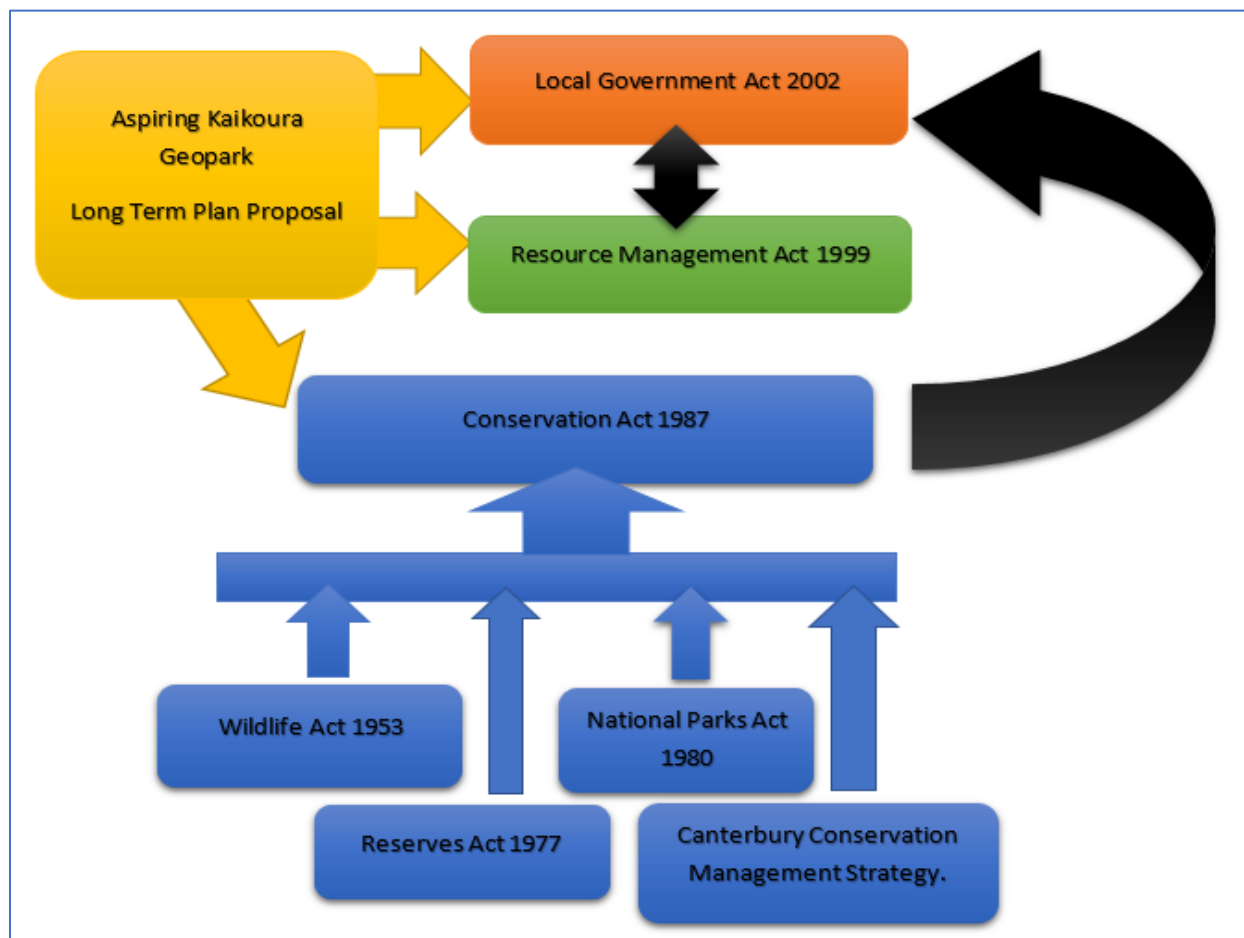 Aspiring Kaikoura
Geopark
Long Term Plan Proposal
Local Government Act 2002
Resource Management Act 1999
Conservation Act 1987
Wildlife Act 1953
National Parks Act
1980
Reserves Act 1977
Canterbury Conservation
Management Strategy.